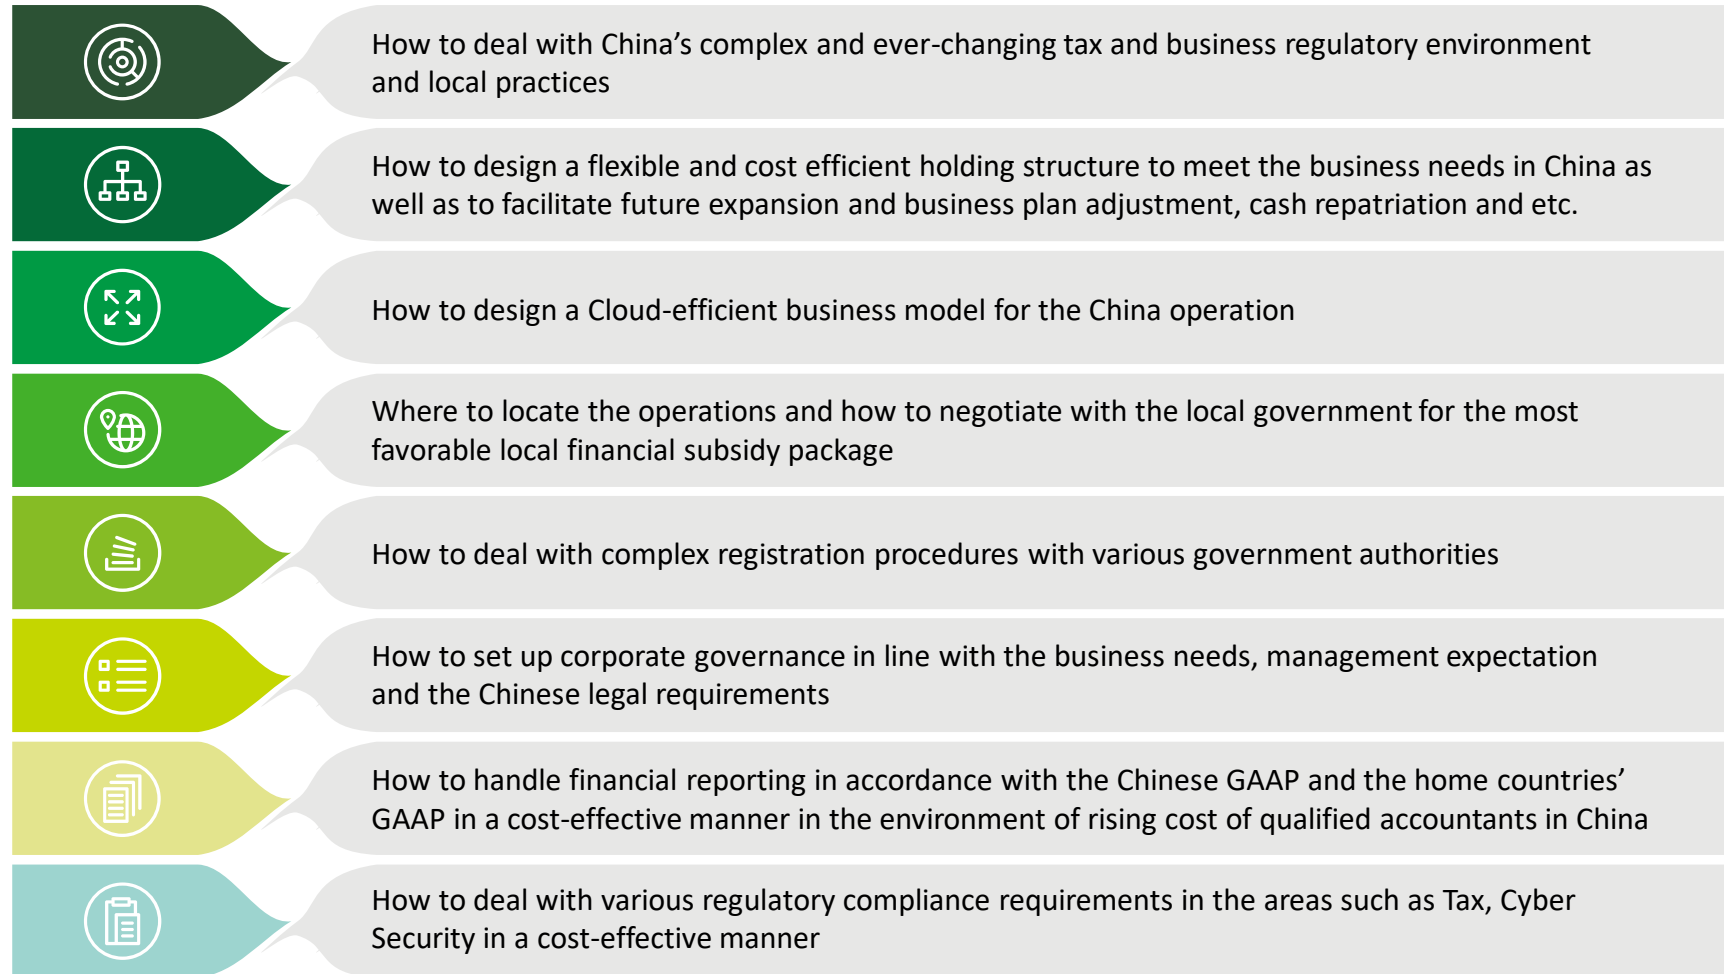 How to deal with China’s complex and ever-changing tax and business regulatory environment
and local practices
How to design a flexible and cost efficient holding structure to meet the business needs in China as
well as to facilitate future expansion and business plan adjustment, cash repatriation and etc.
How to design a Cloud-efficient business model for the China operation
Where to locate the operations and how to negotiate with the local government for the most
favorable local financial subsidy package
How to deal with complex registration procedures with various government authorities
How to set up corporate governance in line with the business needs, management expectation
and the Chinese legal requirements
How to handle financial reporting in accordance with the Chinese GAAP and the home countries’
GAAP in a cost-effective manner in the environment of rising cost of qualified accountants in China
How to deal with various regulatory compliance requirements in the areas such as Tax, Cyber
Security in a cost-effective manner